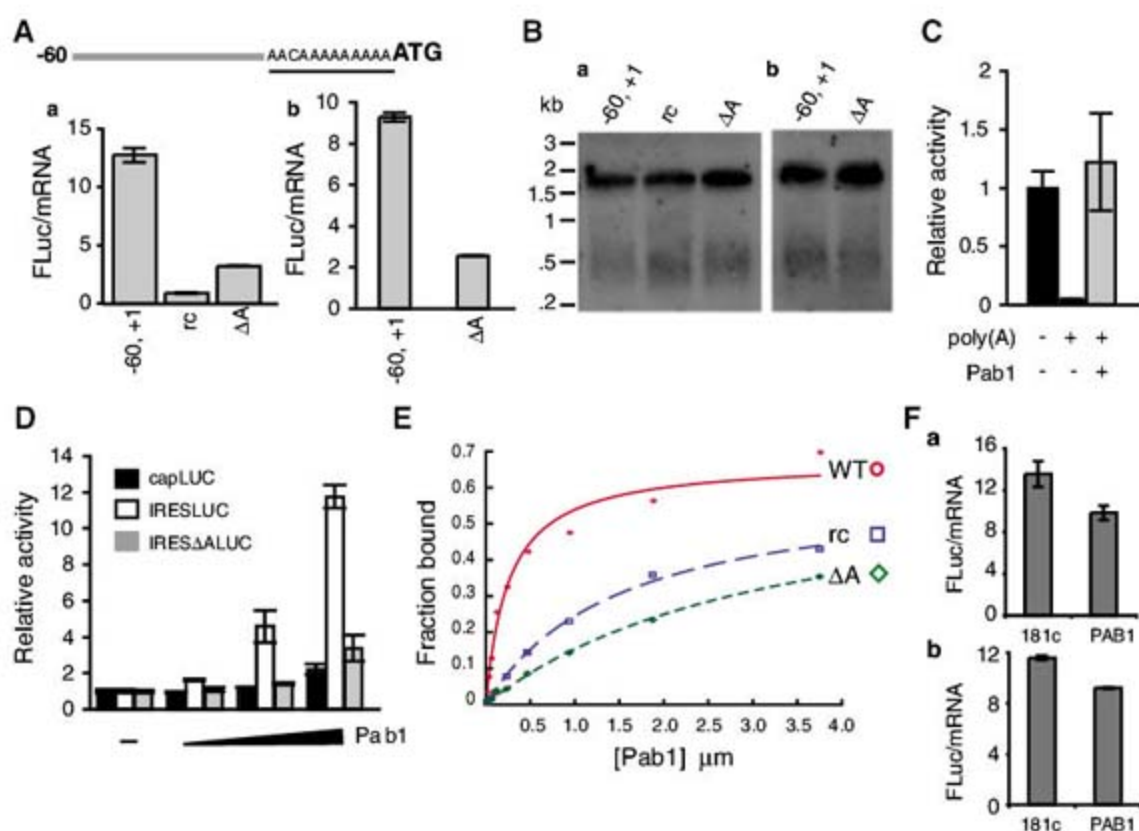 A
-60 AACAAAAAAAAAATG
a
FLuc/mRNA
15
10
5
0
-60, +1
rc
ΔA
b
FLuc/mRNA
10
8
6
4
2
0
-60, +1
ΔA
B
a
b
kb
-60, +1
rc
ΔA
-60, +1
ΔA
3
2
1.5
1
.5
.2
C
Relative activity
2
1.5
1
0.5
0
poly(A) - + +
Pab1 - - +
D
Relative activity
14
12
10
8
6
4
2
0
capLUC
IRESLUC
IRESΔALUC
–
Pab1
E
Fraction bound
0.7
0.6
0.5
0.4
0.3
0.2
0.1
0
WT
rc
ΔA
0.5 1.0 1.5 2.0 2.5 3.0 3.5 4.0
[Pab1] μm
F
a
FLuc/mRNA
16
12
8
4
0
181c PAB1
b
FLuc/mRNA
12
8
4
0
181c PAB1